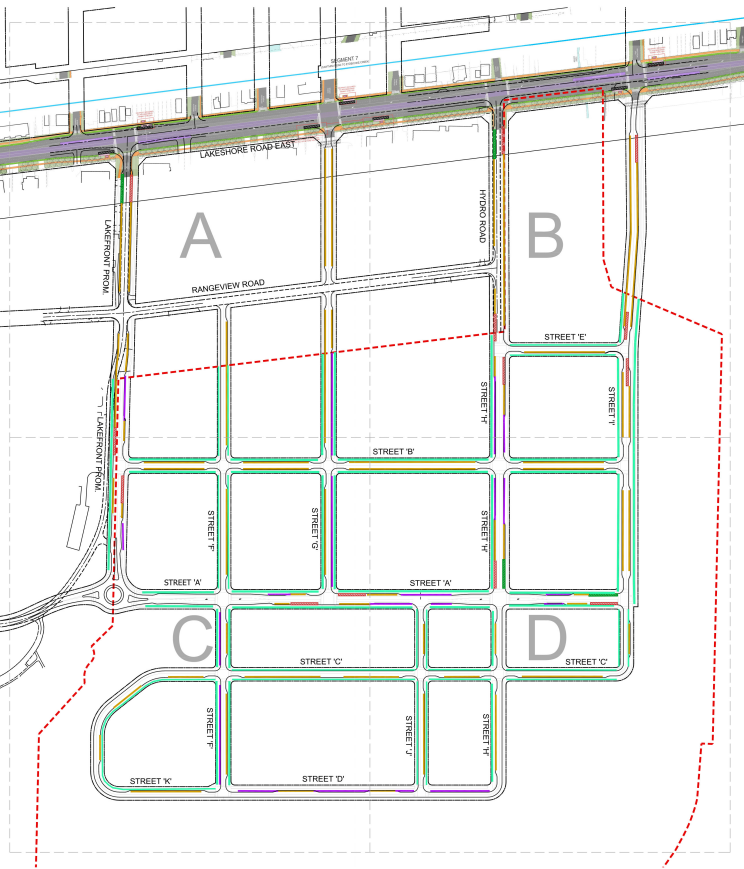 SEGMENT 7
LAKESHORE ROAD EAST
A
B
HYDRO ROAD
LAKEFRONT PROM.
RANGEVIEW ROAD
STREET 'E'
STREET 'H'
STREET 'I'
LAKEFRONT PROM.
STREET 'B'
STREET 'F'
STREET 'G'
STREET 'H'
STREET 'A'
STREET 'A'
C
D
STREET 'C'
STREET 'C'
STREET 'F'
STREET 'J'
STREET 'H'
STREET 'K'
STREET 'D'